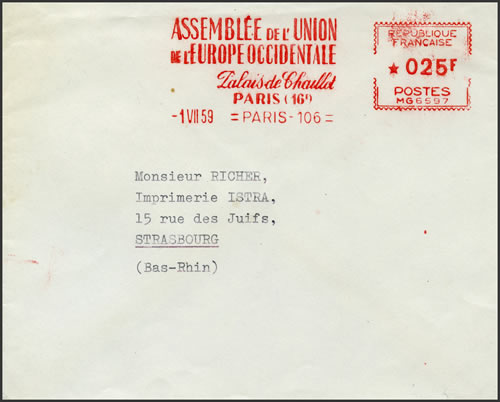 ASSEMBLÉE DE L'UNION
DE L'EUROPE OCCIDENTALE
Palais de Chaillot
PARIS (16e)
-1 VII 59 = PARIS - 106 =
RÉPUBLIQUE
FRANÇAISE
★ 025F
POSTES
MG6597
Monsieur RICHER,
Imprimerie ISTRA,
15 rue des Juifs,
STRASBOURG
(Bas-Rhin)